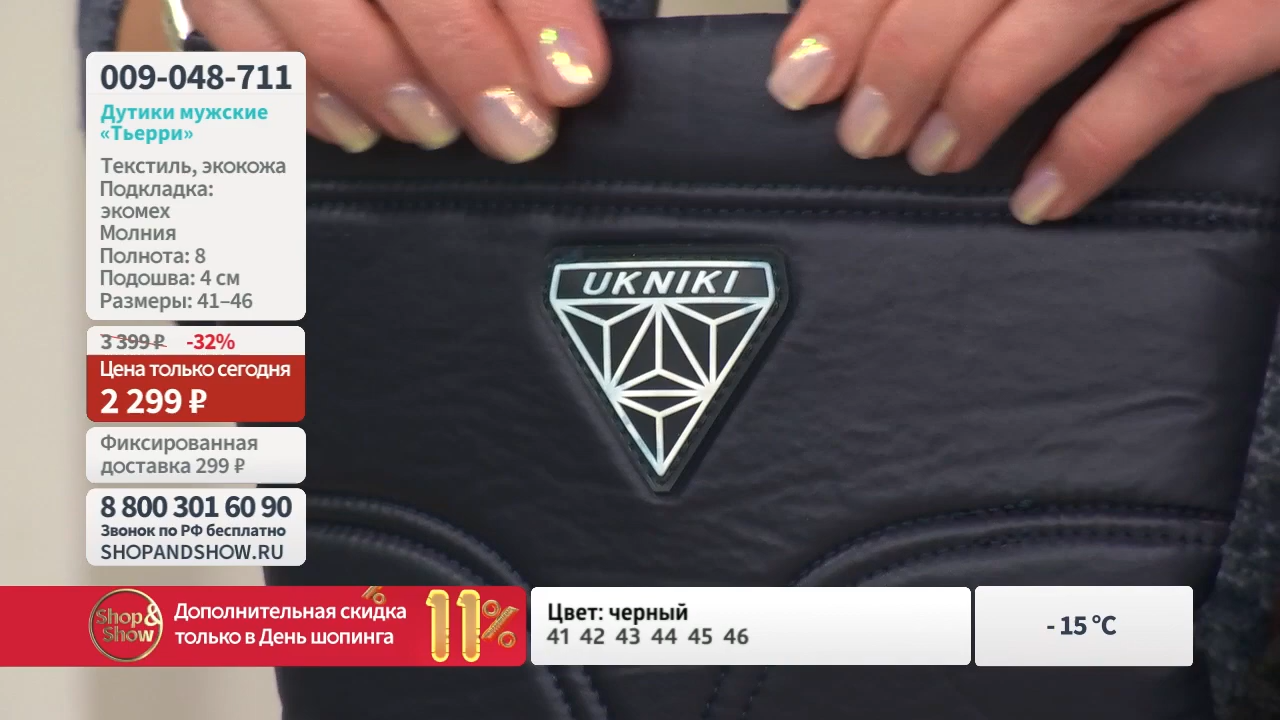 009-048-711
Дутики мужские
«Тьерри»
Текстиль, экокожа
Подкладка:
экомех
Молния
Полнота: 8
Подошва: 4 см
Размеры: 41–46
3 399 ₽ -32%
Цена только сегодня
2 299 ₽
Фиксированная
доставка 299 ₽
8 800 301 60 90
Звонок по РФ бесплатно
SHOPANDSHOW.RU
UKNIKI
Shop&
Show
Дополнительная скидка
только в День шопинга
11%
Цвет: черный
41 42 43 44 45 46
- 15 °C